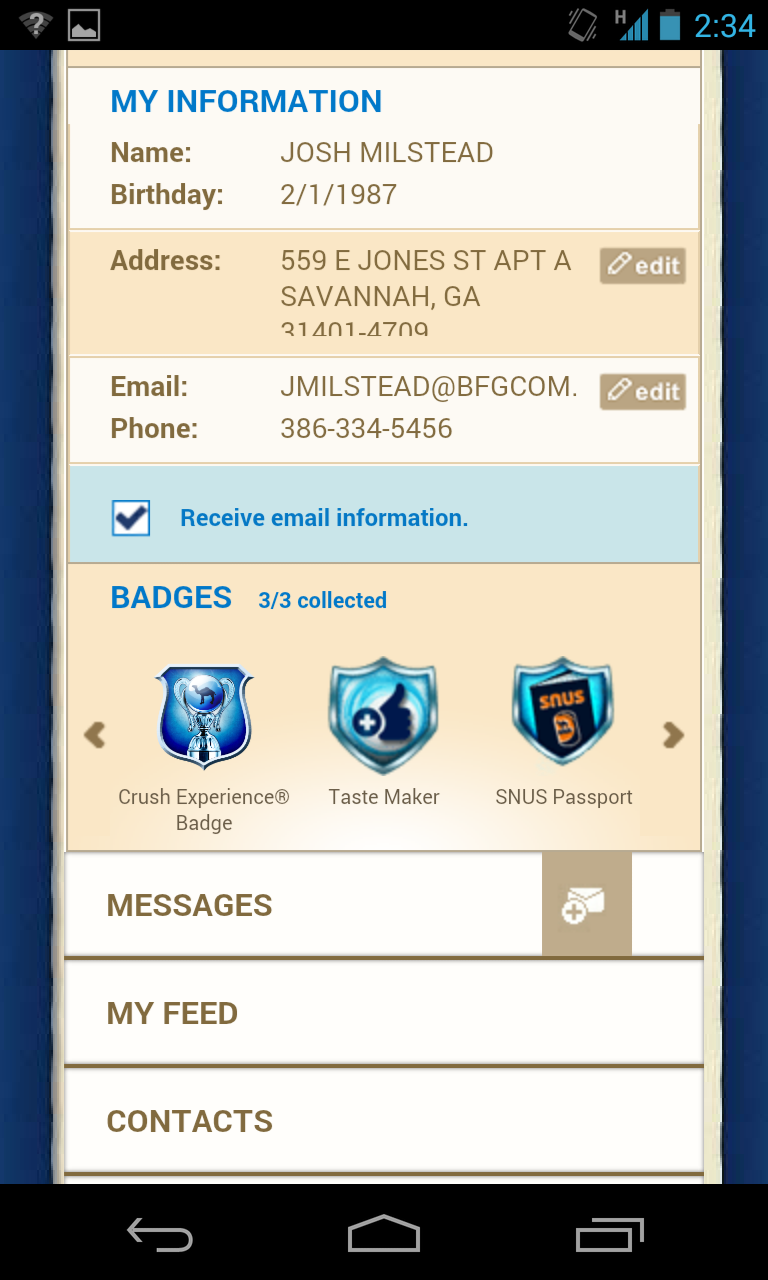 H 2:34
MY INFORMATION
Name: JOSH MILSTEAD
Birthday: 2/1/1987
Address: 559 E JONES ST APT A edit
SAVANNAH, GA
31401-4709
Email: JMILSTEAD@BFGCOM. edit
Phone: 386-334-5456
Receive email information.
BADGES 3/3 collected
snus
Crush Experience® Taste Maker SNUS Passport
Badge
MESSAGES
MY FEED
CONTACTS